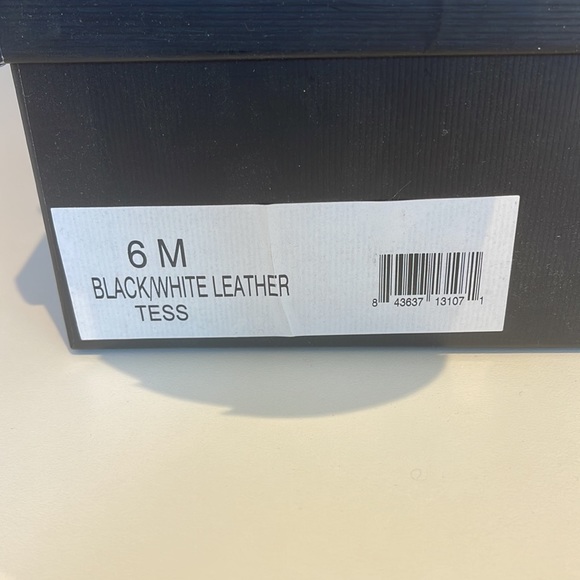 6 M
BLACK/WHITE LEATHER
TESS
8 43637 13107 1